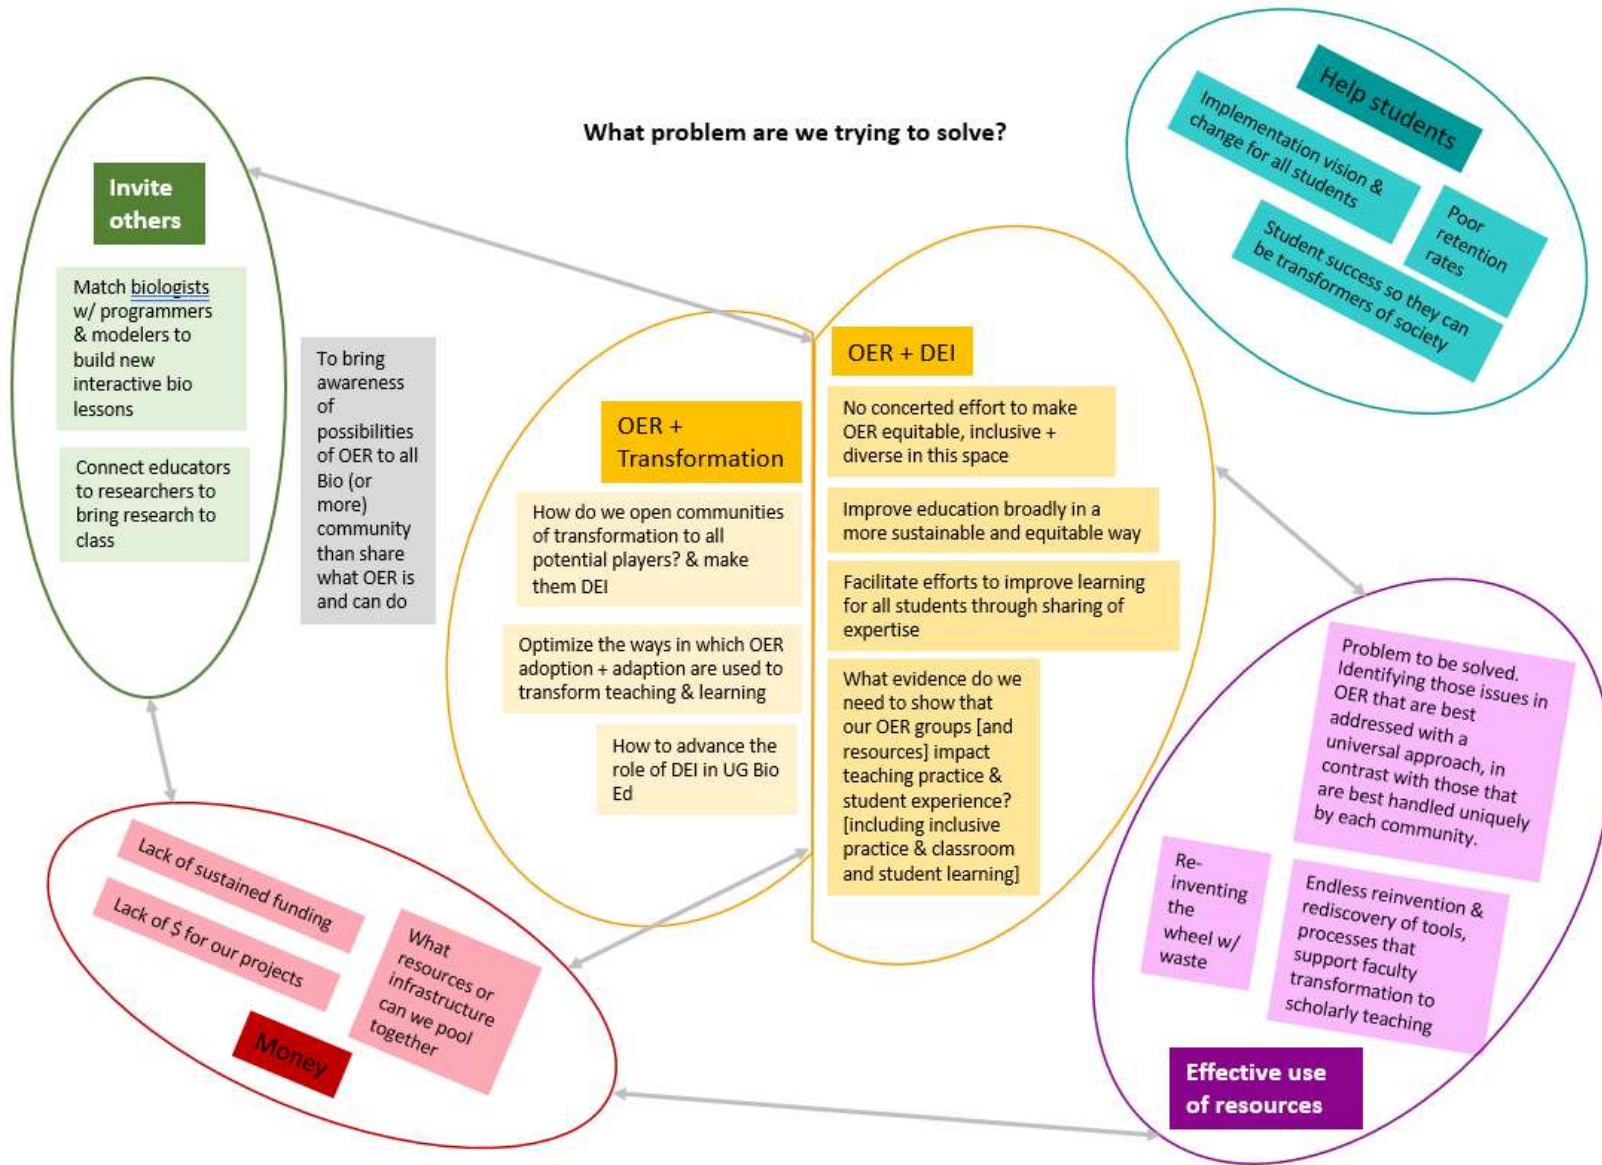 What problem are we trying to solve?
Invite
others
Match biologists
w/ programmers
& modelers to
build new
interactive bio
lessons
Connect educators
to researchers to
bring research to
class
To bring
awareness
of
possibilities
of OER to all
Bio (or
more)
community
than share
what OER is
and can do
OER +
Transformation
How do we open communities
of transformation to all
potential players? & make
them DEI
Optimize the ways in which OER
adoption + adaption are used to
transform teaching & learning
How to advance the
role of DEI in UG Bio
Ed
OER + DEI
No concerted effort to make
OER equitable, inclusive +
diverse in this space
Improve education broadly in a
more sustainable and equitable way
Facilitate efforts to improve learning
for all students through sharing of
expertise
What evidence do we
need to show that
our OER groups [and
resources] impact
teaching practice &
student experience?
[including inclusive
practice & classroom
and student learning]
Help students
Implementation vision &
change for all students
Poor
retention
rates
Student success so they can
be transformers of society
Lack of sustained funding
Lack of $ for our projects
What
resources or
infrastructure
can we pool
together
Money
Problem to be solved.
Identifying those issues in
OER that are best
addressed with a
universal approach, in
contrast with those that
are best handled uniquely
by each community.
Re-
inventing
the
wheel w/
waste
Endless reinvention &
rediscovery of tools,
processes that
support faculty
transformation to
scholarly teaching
Effective use
of resources